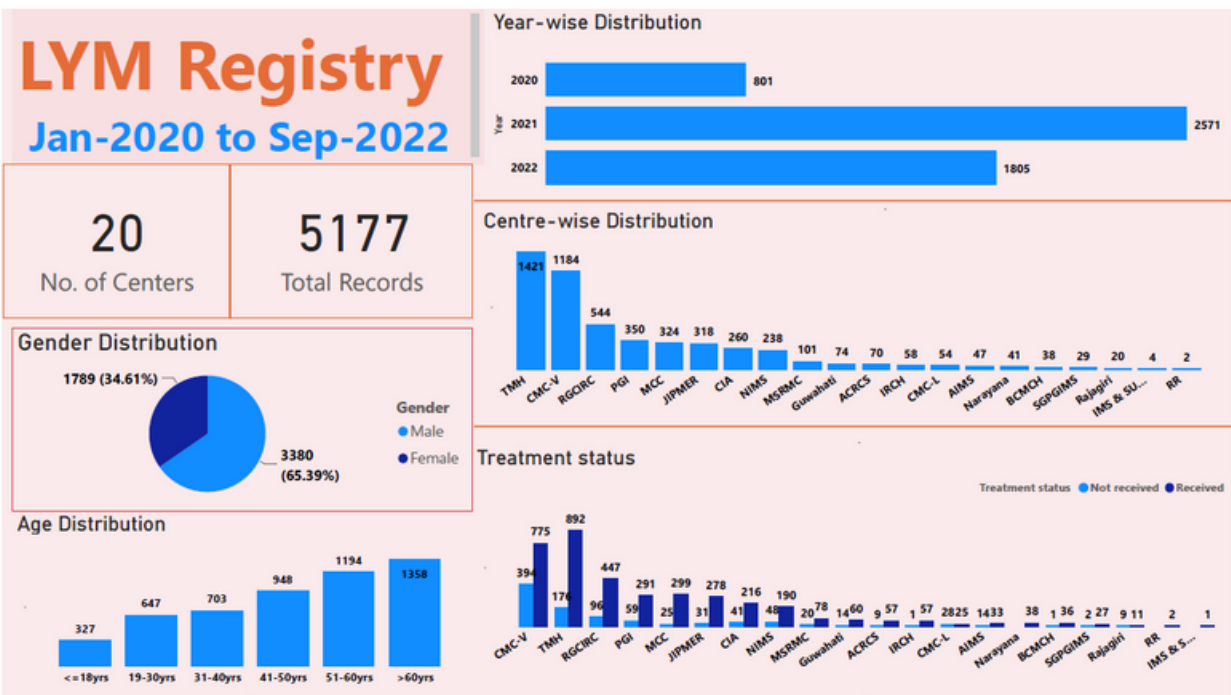 LYM Registry
Jan-2020 to Sep-2022
20
No. of Centers
5177
Total Records
Gender Distribution
1789 (34.61%)
3380
(65.39%)
Gender
Male
Female
Age Distribution
327
647
703
948
1194
1358
<=18yrs 19-30yrs 31-40yrs 41-50yrs 51-60yrs >60yrs
Year-wise Distribution
Year
2020 801
2021 2571
2022 1805
Centre-wise Distribution
1421 1184 544 350 324 318 260 238 101 74 70 58 54 47 41 38 29 20 4 2
TMH CMC-V RGCIRC PGI MCC JIPMER CIA NIMS MSRMC Guwahati ACRCS IRCH CMC-L AIMS Narayana BCMCH SGPGIMS Rajagiri IMS & SU... RR
Treatment status
Treatment status Not received Received
394 775 176 892 96 447 59 291 25 299 31 278 41 216 48 190 20 78 14 60 9 57 1 57 28 25 14 33 38 1 36 2 27 9 11 2 1
CMC-V TMH RGCIRC PGI MCC JIPMER CIA NIMS MSRMC Guwahati ACRCS IRCH CMC-L AIMS Narayana BCMCH SGPGIMS Rajagiri RR IMS & S...